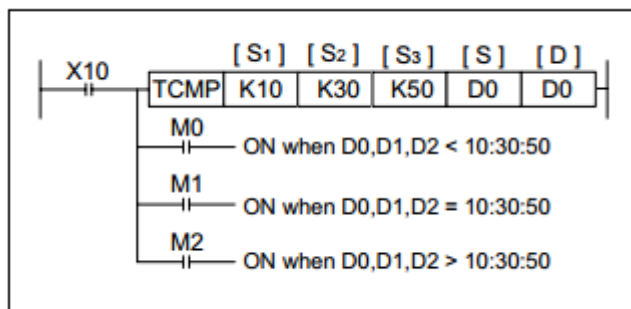 [ S1 ] [ S2 ] [ S3 ] [ S ] [ D ]
X10
TCMP K10 K30 K50 D0 D0
M0
ON when D0,D1,D2 < 10:30:50
M1
ON when D0,D1,D2 = 10:30:50
M2
ON when D0,D1,D2 > 10:30:50